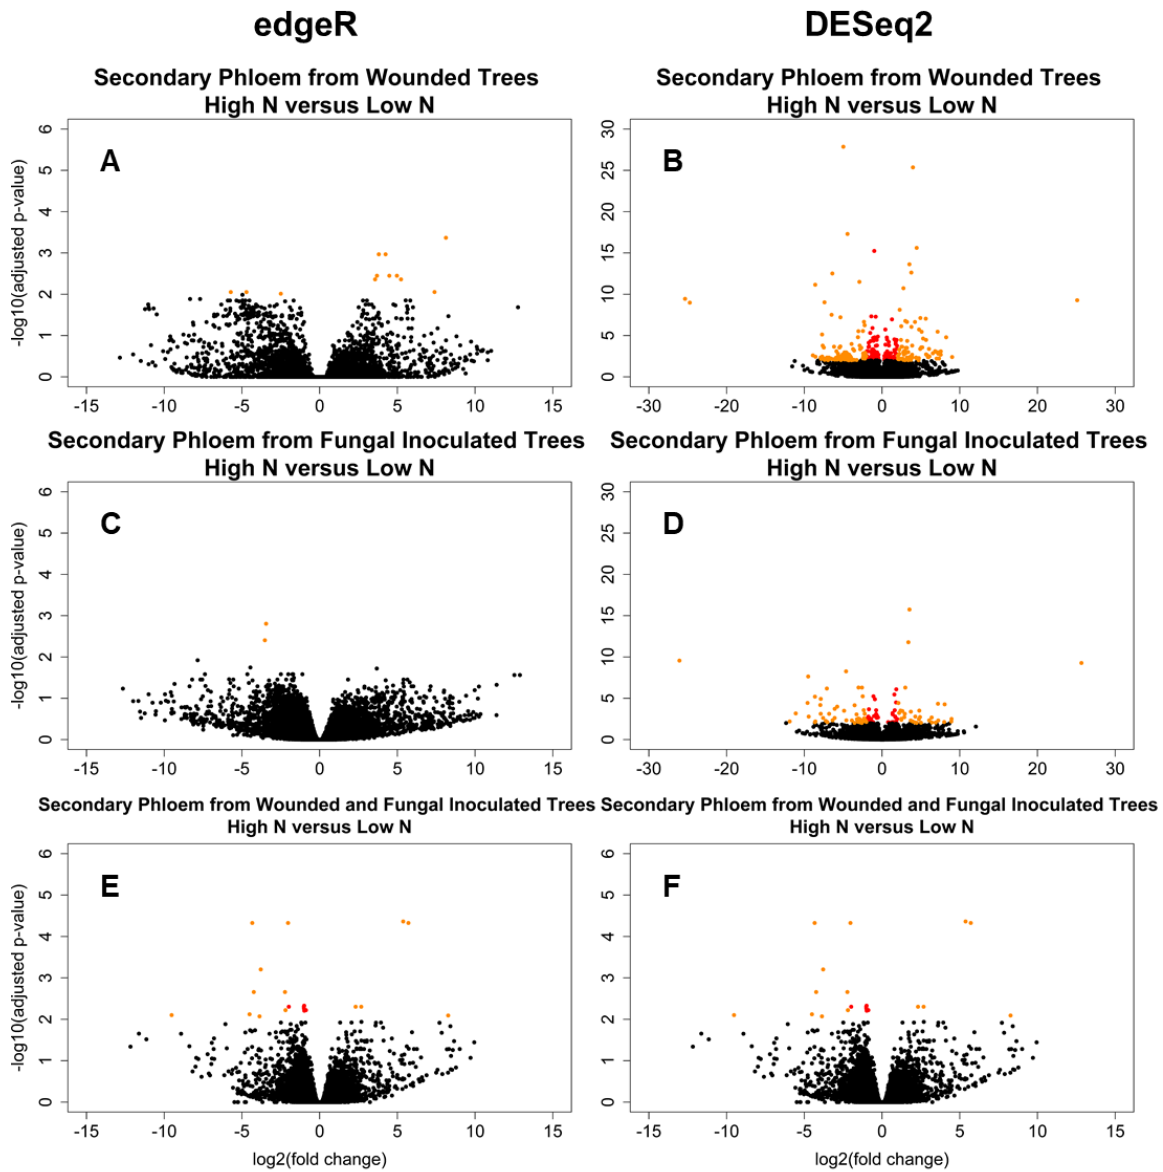 edgeR DESeq2
Secondary Phloem from Wounded Trees Secondary Phloem from Wounded Trees
High N versus Low N High N versus Low N
A B
-log10(adjusted p-value)
0 1 2 3 4 5 6
0 5 10 15 20 25 30
-15 -10 -5 0 5 10 15
-30 -20 -10 0 10 20 30
Secondary Phloem from Fungal Inoculated Trees Secondary Phloem from Fungal Inoculated Trees
High N versus Low N High N versus Low N
C D
-log10(adjusted p-value)
0 1 2 3 4 5 6
0 5 10 15 20 25 30
-15 -10 -5 0 5 10 15
-30 -10 -10 0 10 20 30
Secondary Phloem from Wounded and Fungal Inoculated Trees Secondary Phloem from Wounded and Fungal Inoculated Trees
High N versus Low N High N versus Low N
E F
-log10(adjusted p-value)
0 1 2 3 4 5 6
0 1 2 3 4 5 6
-15 -10 -5 0 5 10 15
-15 -10 -5 0 5 10 15
log2(fold change) log2(fold change)